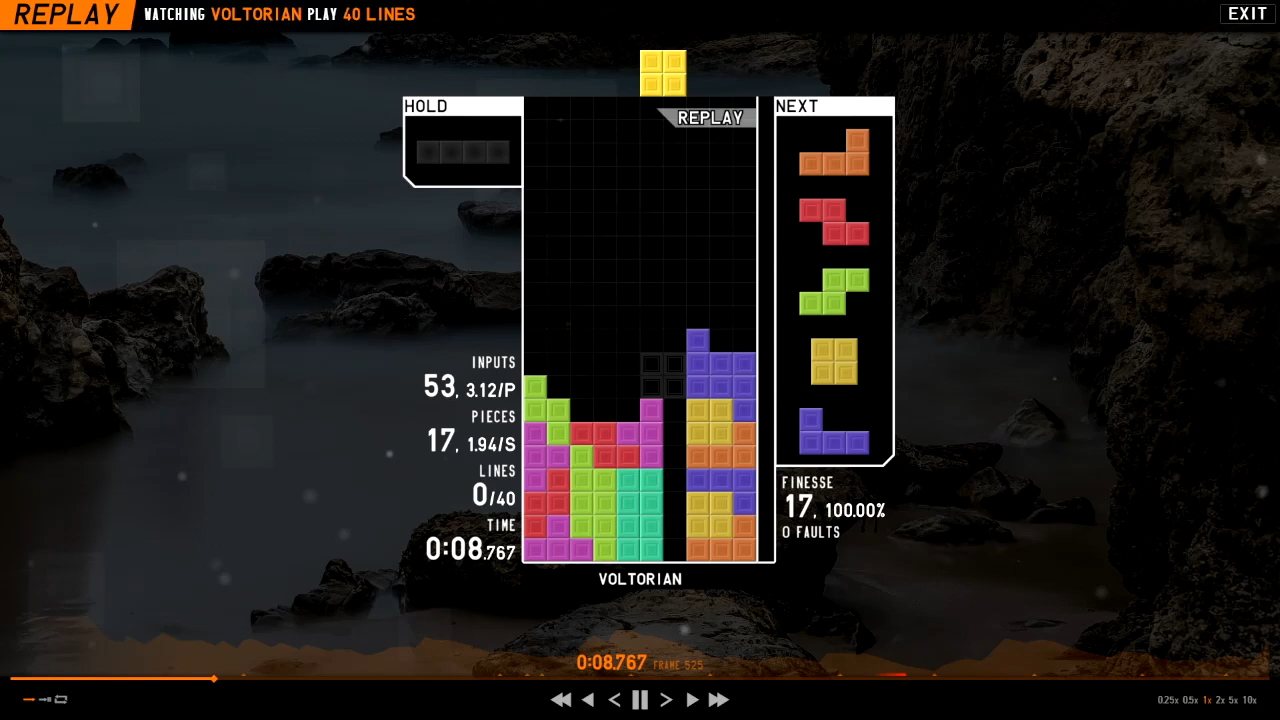 REPLAY WATCHING VOLTORIAN PLAY 40 LINES EXIT
HOLD
REPLAY
NEXT
INPUTS
53, 3.12/P
PIECES
17, 1.94/S
LINES
0/40
TIME
0:08.767
FINESSE
17, 100.00%
0 FAULTS
VOLTORIAN
0:08.767 FRAME 525
0.25x 0.5x 1x 2x 5x 10x